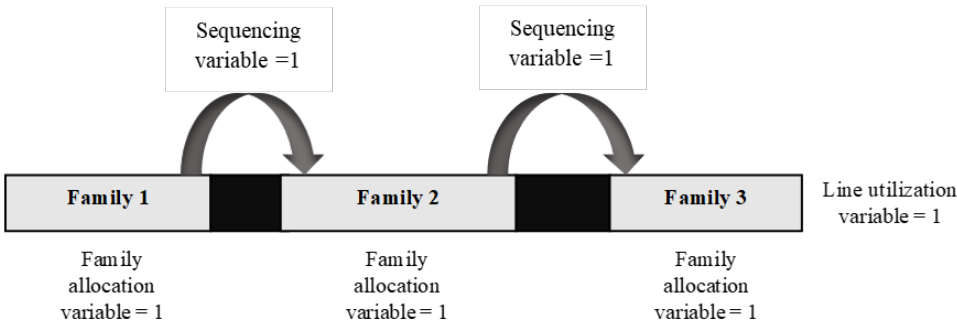 Sequencing
variable =1
Sequencing
variable =1
Family 1
Family 2
Family 3
Line utilization
variable = 1
Family
allocation
variable = 1
Family
allocation
variable = 1
Family
allocation
variable = 1